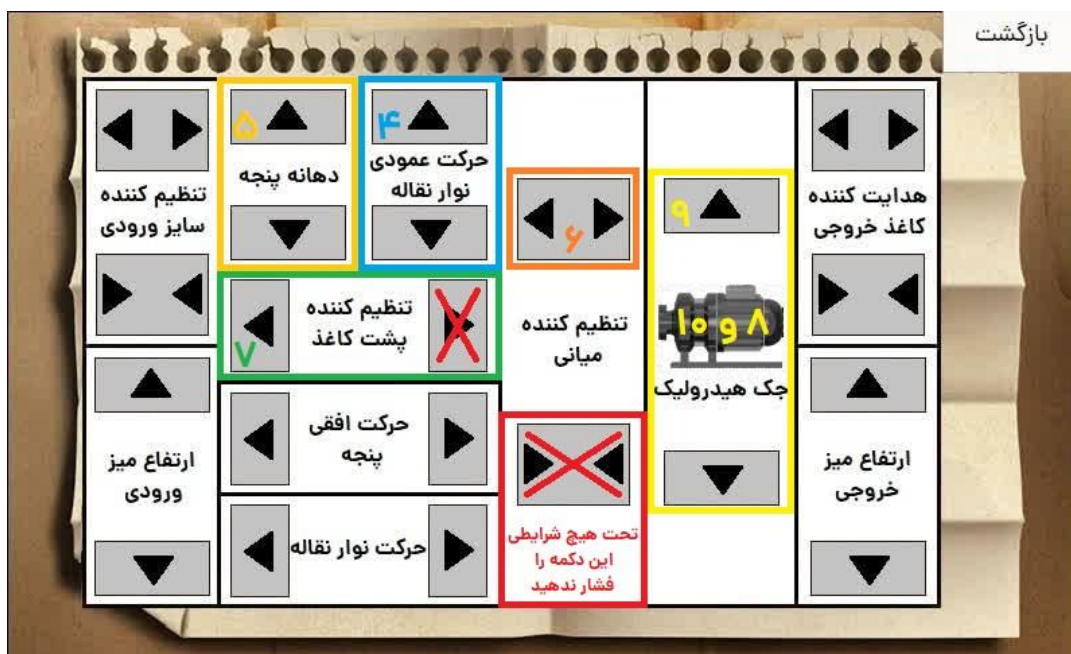 بازگشت
هدایت کننده
کاغذ خروجی
ارتفاع میز
خروجی
۹
۸ و ۱۰
جک هیدرولیک
۶
تنظیم کننده
میانی
تحت هیچ شرایطی
این دکمه را
فشار ندهید
۴
حرکت عمودی
نوار نقاله
۵
دهانه پنجه
تنظیم کننده
پشت کاغذ
۷
حرکت افقی
پنجه
حرکت نوار نقاله
تنظیم کننده
سایز ورودی
ارتفاع میز
ورودی